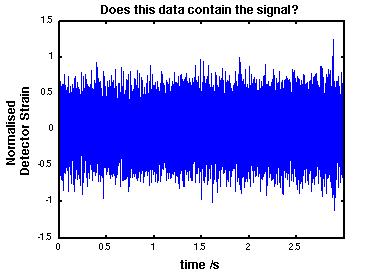 Does this data contain the signal?
1.5
1
0.5
0
-0.5
-1
-1.5
Normalised
Detector Strain
0 0.5 1 1.5 2 2.5
time /s